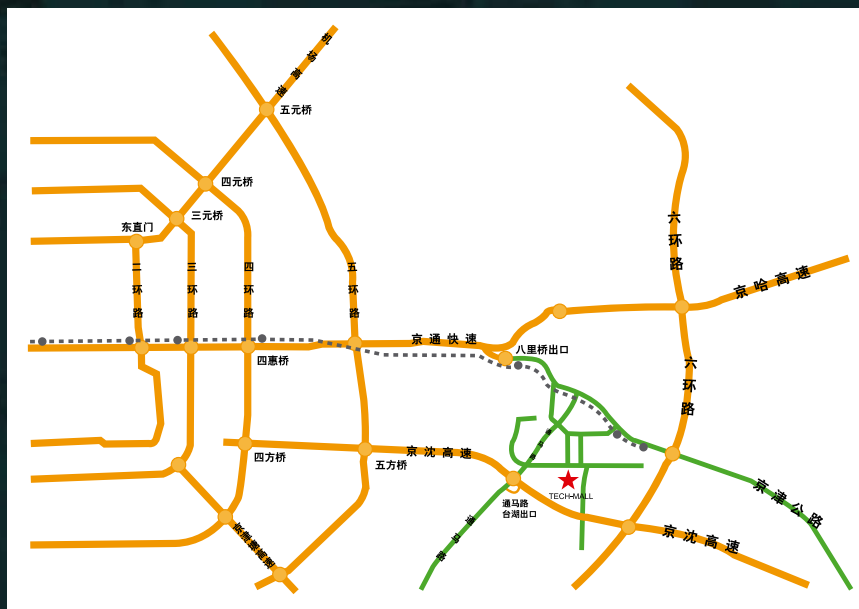 机场高速
五元桥
四元桥
三元桥
东直门
二环路
三环路
四环路
五环路
六环路
京哈高速
京通快速
八里桥出口
四惠桥
六环路
四方桥
五方桥
京沈高速
TECH-MALL
通马路
台湖出口
通马路
京津公路
京沈高速